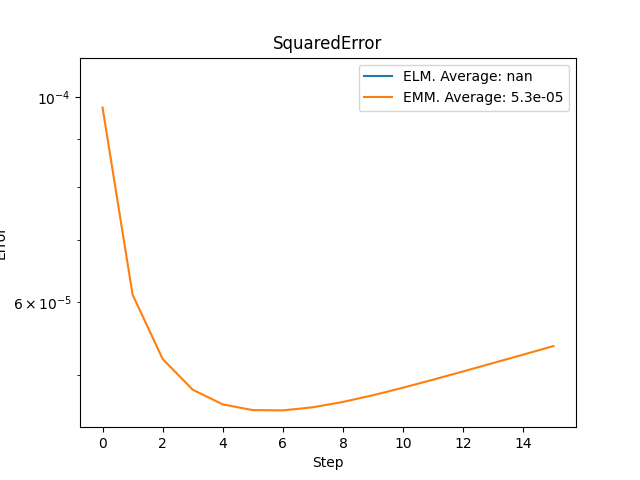 SquaredError
ELM. Average: nan
EMM. Average: 5.3e-05
10⁻⁴
6 × 10⁻⁵
Error
0 2 4 6 8 10 12 14
Step